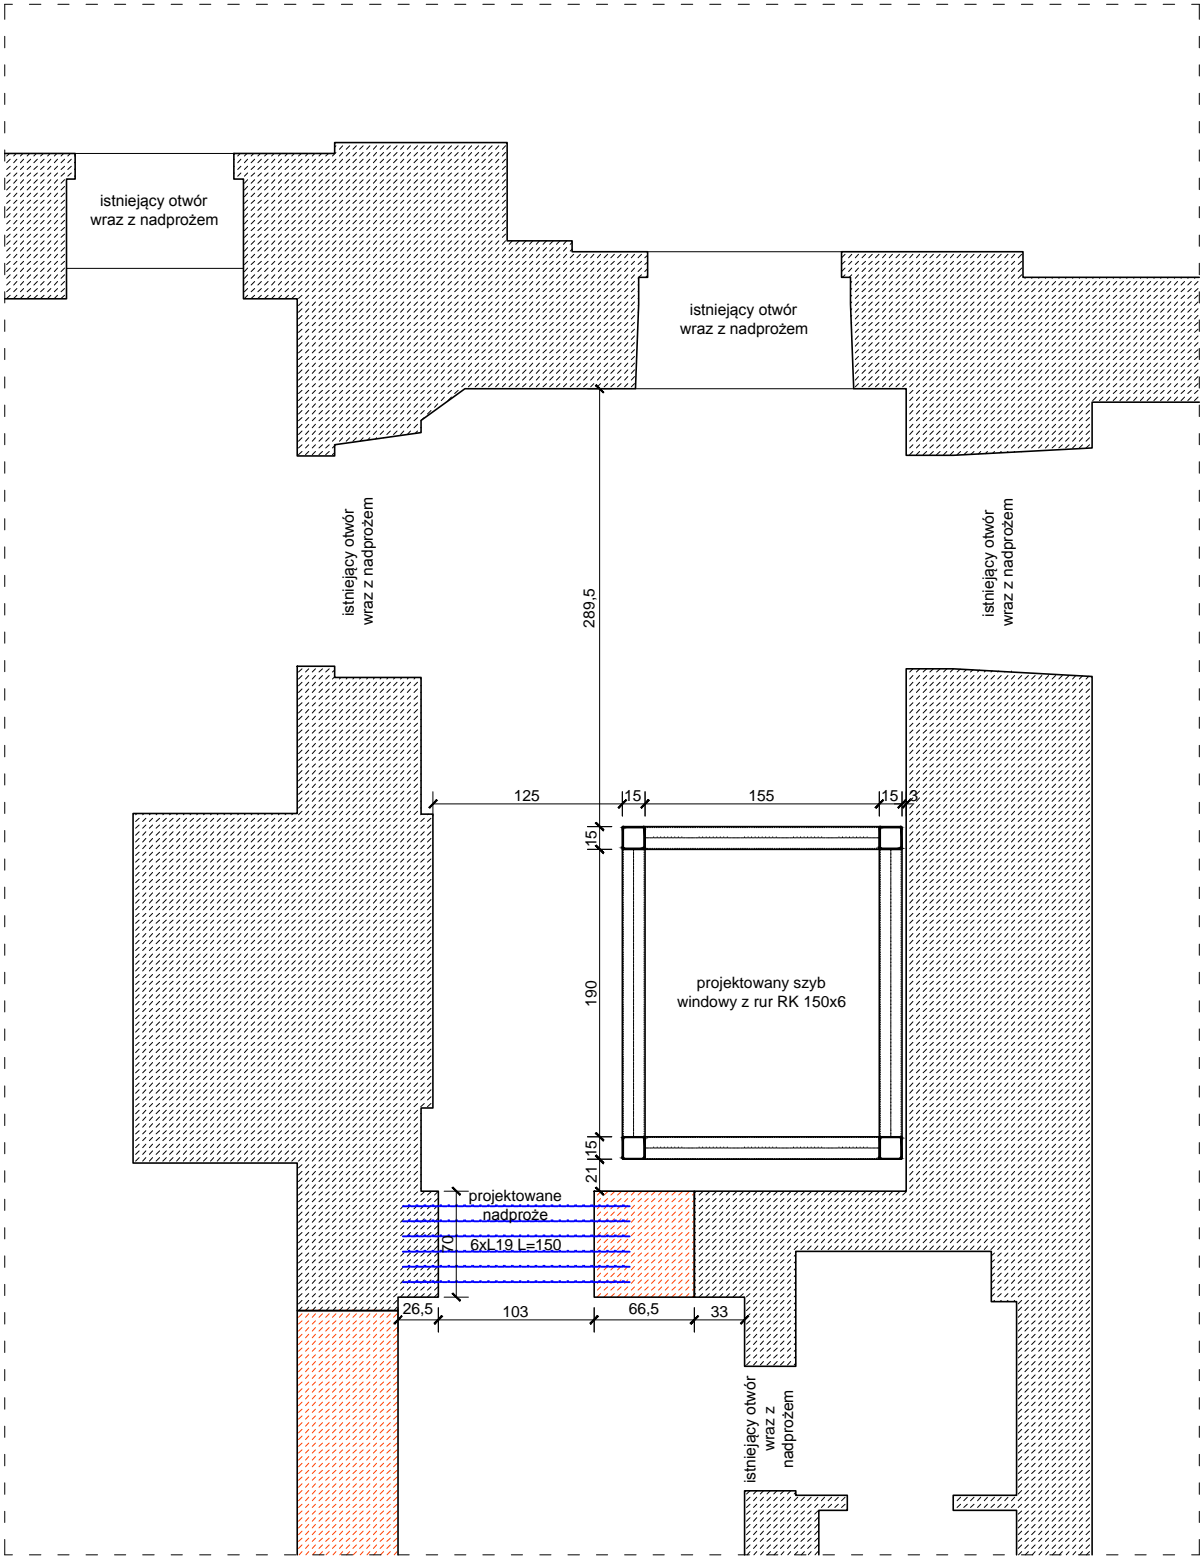 istniejący otwór
wraz z nadprożem
istniejący otwór
wraz z nadprożem
istniejący otwór
wraz z nadprożem
istniejący otwór
wraz z nadprożem
289,5
125
15
155
15
3
15
190
projektowany szyb
windowy z rur RK 150x6
15
21
projektowane
nadproże
70
6xL19 L=150
26,5
103
66,5
33
istniejący otwór
wraz z
nadprożem